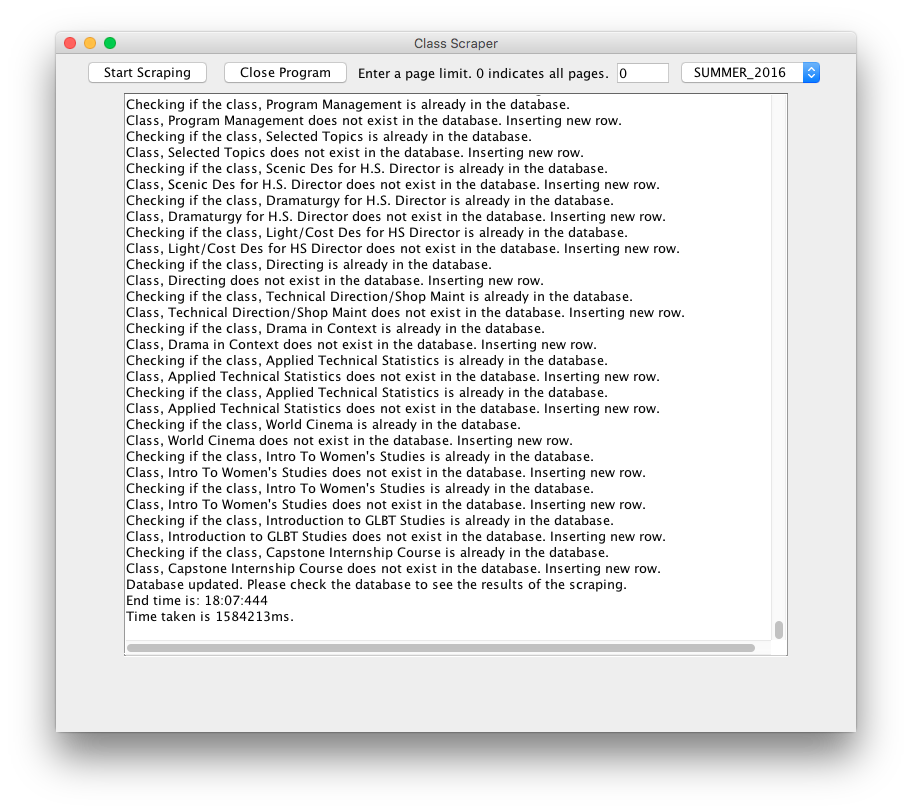 Class Scraper
Start Scraping Close Program Enter a page limit. 0 indicates all pages. 0 SUMMER_2016
Checking if the class, Program Management is already in the database.
Class, Program Management does not exist in the database. Inserting new row.
Checking if the class, Selected Topics is already in the database.
Class, Selected Topics does not exist in the database. Inserting new row.
Checking if the class, Scenic Des for H.S. Director is already in the database.
Class, Scenic Des for H.S. Director does not exist in the database. Inserting new row.
Checking if the class, Dramaturgy for H.S. Director is already in the database.
Class, Dramaturgy for H.S. Director does not exist in the database. Inserting new row.
Checking if the class, Light/Cost Des for HS Director is already in the database.
Class, Light/Cost Des for HS Director does not exist in the database. Inserting new row.
Checking if the class, Directing is already in the database.
Class, Directing does not exist in the database. Inserting new row.
Checking if the class, Technical Direction/Shop Maint is already in the database.
Class, Technical Direction/Shop Maint does not exist in the database. Inserting new row.
Checking if the class, Drama in Context is already in the database.
Class, Drama in Context does not exist in the database. Inserting new row.
Checking if the class, Applied Technical Statistics is already in the database.
Class, Applied Technical Statistics does not exist in the database. Inserting new row.
Checking if the class, Applied Technical Statistics is already in the database.
Class, Applied Technical Statistics does not exist in the database. Inserting new row.
Checking if the class, World Cinema is already in the database.
Class, World Cinema does not exist in the database. Inserting new row.
Checking if the class, Intro To Women's Studies is already in the database.
Class, Intro To Women's Studies does not exist in the database. Inserting new row.
Checking if the class, Intro To Women's Studies is already in the database.
Class, Intro To Women's Studies does not exist in the database. Inserting new row.
Checking if the class, Introduction to GLBT Studies is already in the database.
Class, Introduction to GLBT Studies does not exist in the database. Inserting new row.
Checking if the class, Capstone Internship Course is already in the database.
Class, Capstone Internship Course does not exist in the database. Inserting new row.
Database updated. Please check the database to see the results of the scraping.
End time is: 18:07:444
Time taken is 1584213ms.